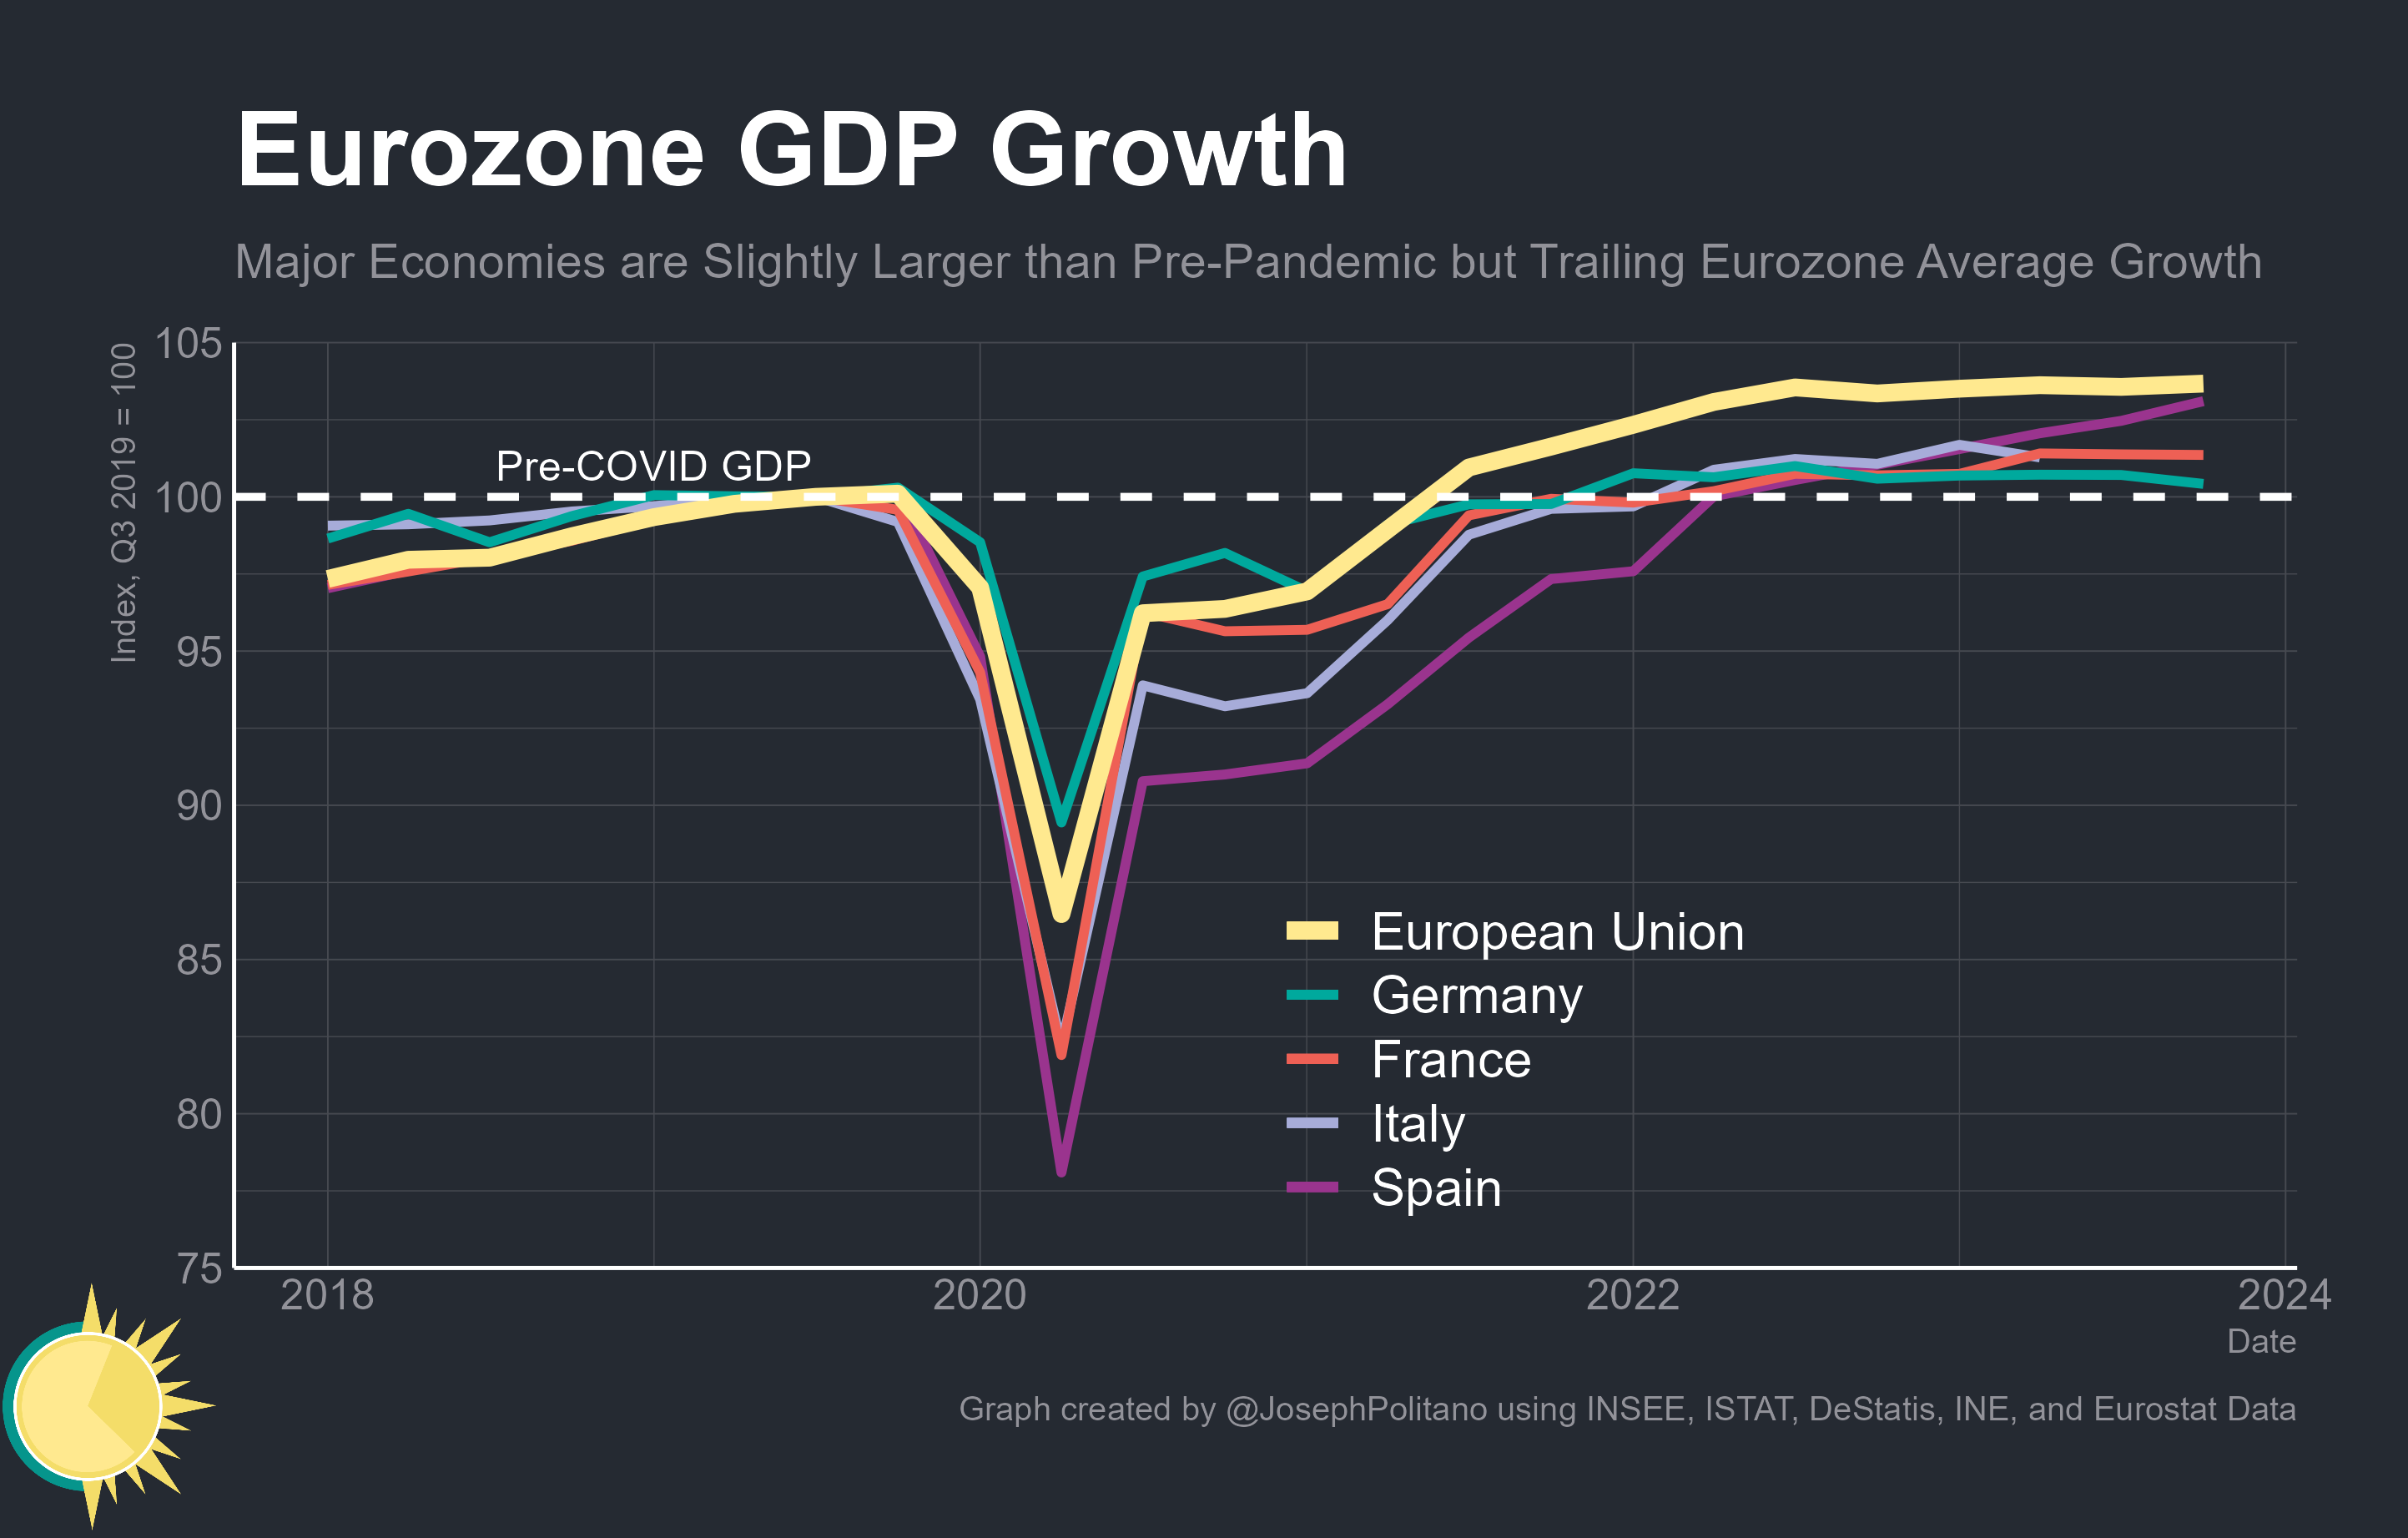 Eurozone GDP Growth
Major Economies are Slightly Larger than Pre-Pandemic but Trailing Eurozone Average Growth
Index, Q3 2019 = 100
105
100
95
90
85
80
75
Pre-COVID GDP
European Union
Germany
France
Italy
Spain
2018
2020
2022
2024
Date
Graph created by @JosephPolitano using INSEE, ISTAT, DeStatis, INE, and Eurostat Data